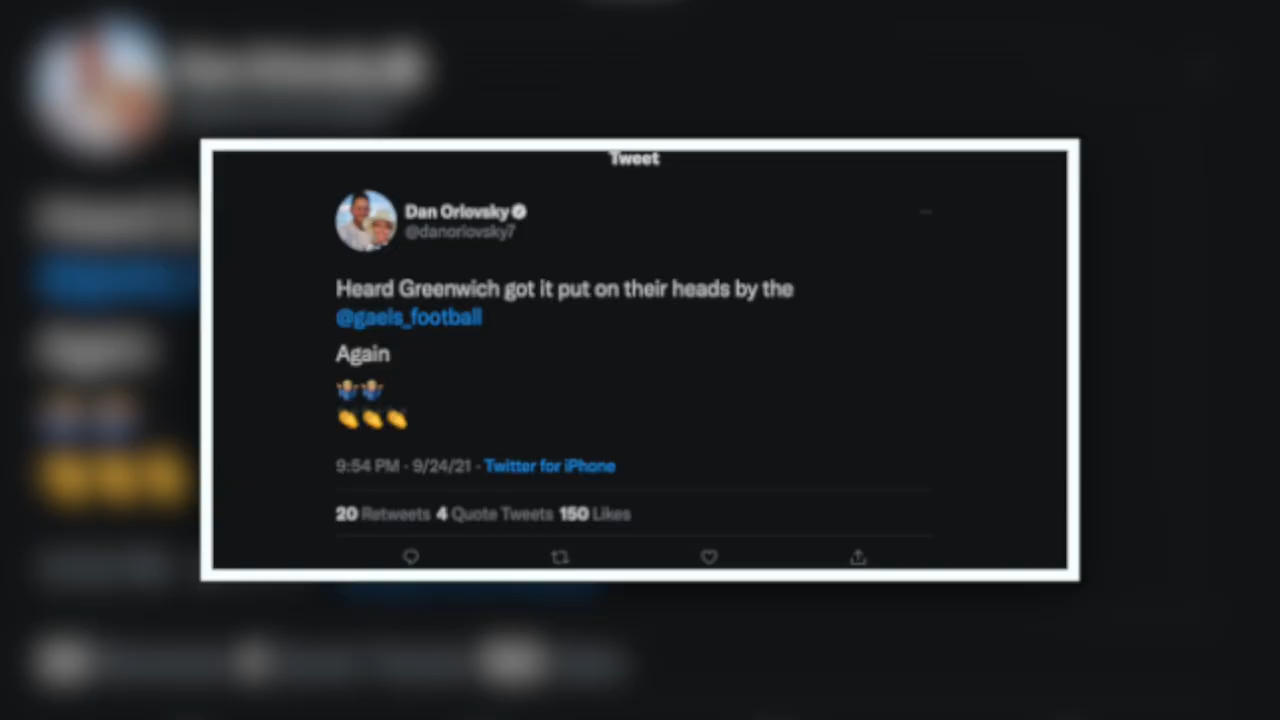 Tweet
Dan Orlovsky
@danorlovsky7
Heard Greenwich got it put on their heads by the
@gaels_football
Again
🤷🏼‍♂️🤷🏼‍♂️
👏👏👏
9:54 PM · 9/24/21 · Twitter for iPhone
20 Retweets 4 Quote Tweets 150 Likes